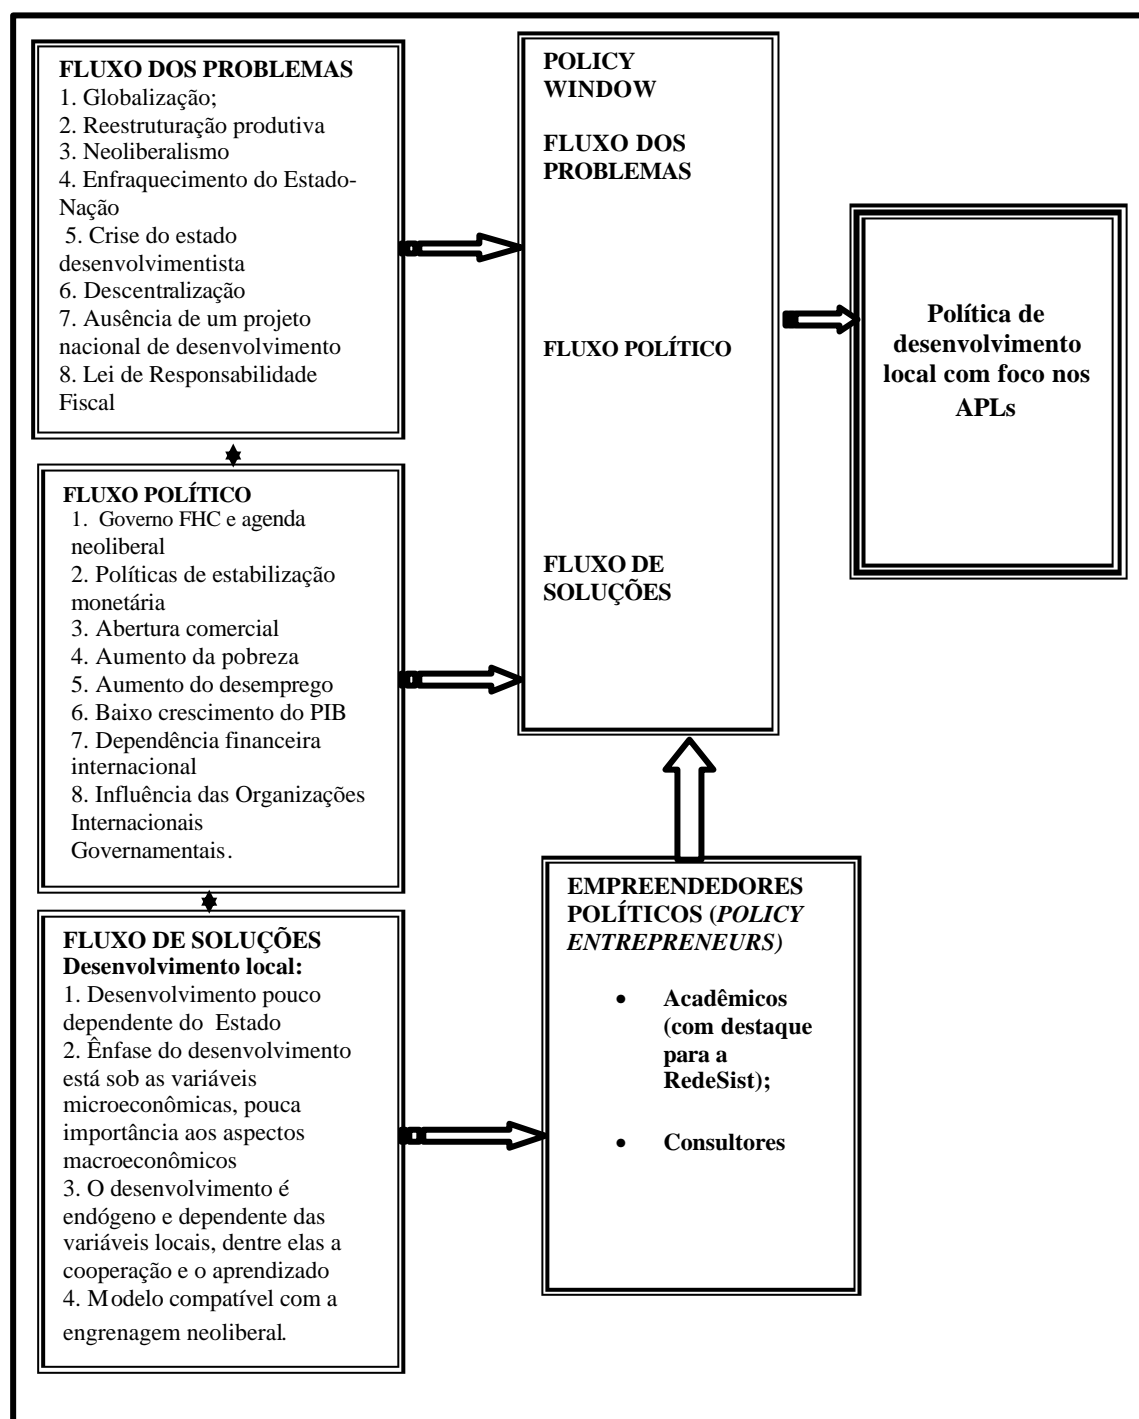 FLUXO DOS PROBLEMAS
1. Globalização;
2. Reestruturação produtiva
3. Neoliberalismo
4. Enfraquecimento do Estado-
Nação
5. Crise do estado
desenvolvimentista
6. Descentralização
7. Ausência de um projeto
nacional de desenvolvimento
8. Lei de Responsabilidade
Fiscal
FLUXO POLÍTICO
1. Governo FHC e agenda
neoliberal
2. Políticas de estabilização
monetária
3. Abertura comercial
4. Aumento da pobreza
5. Aumento do desemprego
6. Baixo crescimento do PIB
7. Dependência financeira
internacional
8. Influência das Organizações
Internacionais
Governamentais.
FLUXO DE SOLUÇÕES
Desenvolvimento local:
1. Desenvolvimento pouco
dependente do Estado
2. Ênfase do desenvolvimento
está sob as variáveis
microeconômicas, pouca
importância aos aspectos
macroeconômicos
3. O desenvolvimento é
endógeno e dependente das
variáveis locais, dentre elas a
cooperação e o aprendizado
4. Modelo compatível com a
engrenagem neoliberal.
POLICY
WINDOW
FLUXO DOS
PROBLEMAS
FLUXO POLÍTICO
FLUXO DE
SOLUÇÕES
EMPREENDEDORES
POLÍTICOS (POLICY
ENTREPRENEURS)
• Acadêmicos
(com destaque
para a
RedeSist);
• Consultores
Política de
desenvolvimento
local com foco nos
APLs